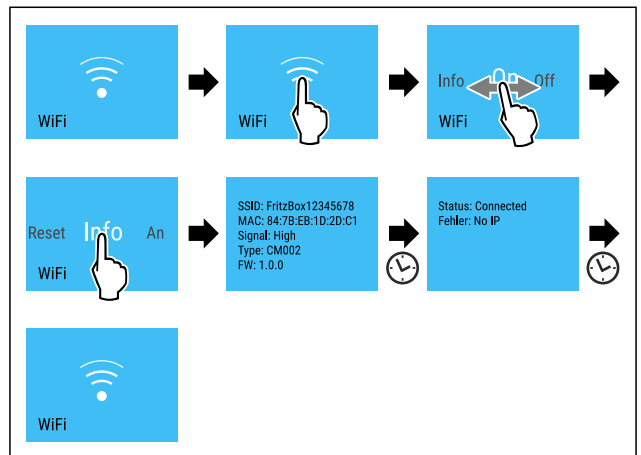 WiFi
WiFi
Info On Off
WiFi
Reset Info An
WiFi
SSID: FritzBox12345678
MAC: 84:7B:EB:1D:2D:C1
Signal: High
Type: CM002
FW: 1.0.0
Status: Connected
Fehler: No IP
WiFi